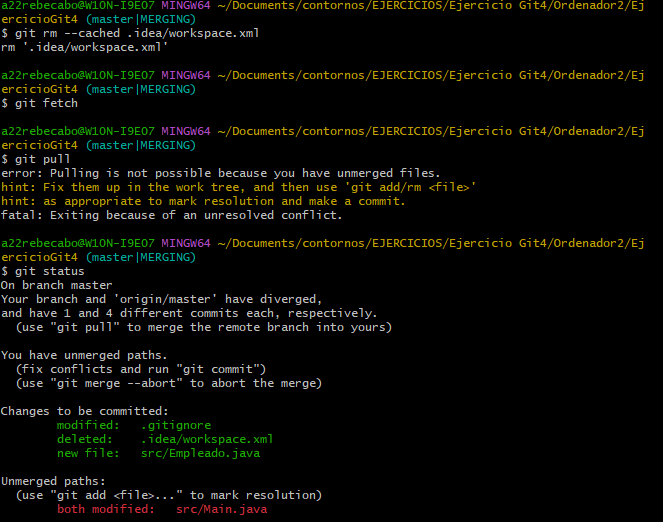 a22rebecabo@W10N-I9E07 MINGW64 ~/Documents/contornos/EJERCICIOS/Ejercicio Git4/Ordenador2/Ej
ercicioGit4 (master|MERGING)
$ git rm --cached .idea/workspace.xml
rm '.idea/workspace.xml'
a22rebecabo@W10N-I9E07 MINGW64 ~/Documents/contornos/EJERCICIOS/Ejercicio Git4/Ordenador2/Ej
ercicioGit4 (master|MERGING)
$ git fetch
a22rebecabo@W10N-I9E07 MINGW64 ~/Documents/contornos/EJERCICIOS/Ejercicio Git4/Ordenador2/Ej
ercicioGit4 (master|MERGING)
$ git pull
error: Pulling is not possible because you have unmerged files.
hint: Fix them up in the work tree, and then use 'git add/rm <file>'
hint: as appropriate to mark resolution and make a commit.
fatal: Exiting because of an unresolved conflict.
a22rebecabo@W10N-I9E07 MINGW64 ~/Documents/contornos/EJERCICIOS/Ejercicio Git4/Ordenador2/Ej
ercicioGit4 (master|MERGING)
$ git status
On branch master
Your branch and 'origin/master' have diverged,
and have 1 and 4 different commits each, respectively.
  (use "git pull" to merge the remote branch into yours)
You have unmerged paths.
  (fix conflicts and run "git commit")
  (use "git merge --abort" to abort the merge)
Changes to be committed:
        modified:   .gitignore
        deleted:    .idea/workspace.xml
        new file:   src/Empleado.java
Unmerged paths:
  (use "git add <file>..." to mark resolution)
        both modified:   src/Main.java